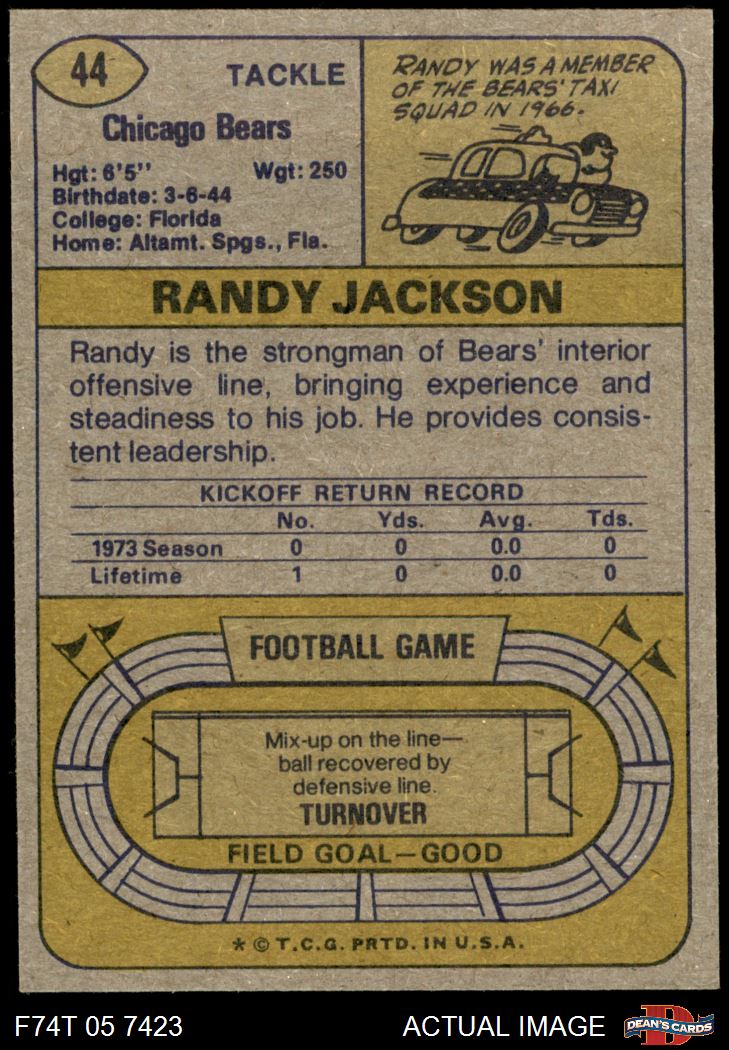 44
TACKLE
Chicago Bears
Hgt: 6'5" Wgt: 250
Birthdate: 3-6-44
College: Florida
Home: Altamt. Spgs., Fla.
RANDY WAS A MEMBER
OF THE BEARS' TAXI
SQUAD IN 1966.
RANDY JACKSON
Randy is the strongman of Bears' interior
offensive line, bringing experience and
steadiness to his job. He provides consis-
tent leadership.
KICKOFF RETURN RECORD
No. Yds. Avg. Tds.
1973 Season 0 0 0.0 0
Lifetime 1 0 0.0 0
FOOTBALL GAME
Mix-up on the line—
ball recovered by
defensive line.
TURNOVER
FIELD GOAL—GOOD
* © T.C.G. PRTD. IN U.S.A.
F74T 05 7423 ACTUAL IMAGE
D
DEAN'S CARDS